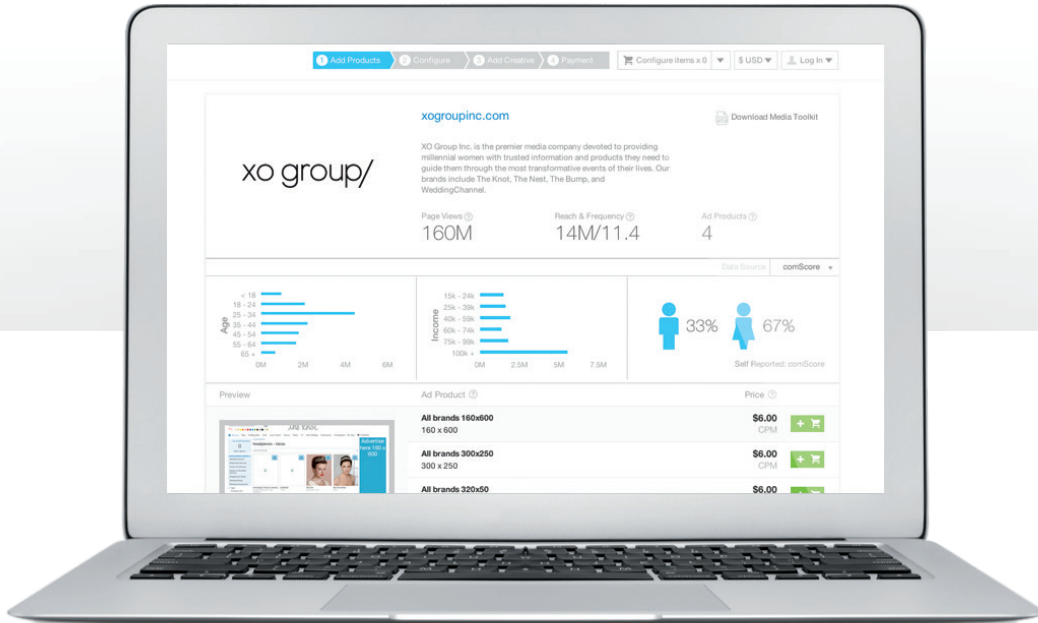 1 Add Products 2 Configure 3 Add Creative 4 Payment Configure items x 0 $ USD Log In
xogroupinc.com
Download Media Toolkit
xo group/
XO Group Inc. is the premier media company devoted to providing
millennial women with trusted information and products they need to
guide them through the most transformative events of their lives. Our
brands include The Knot, The Nest, The Bump, and
WeddingChannel.
Page Views ? Reach & Frequency ? Ad Products ?
160M 14M/11.4 4
Data Source comScore
Age
< 18
18 - 24
25 - 34
35 - 44
45 - 54
55 - 64
65 +
0M 2M 4M 6M
Income
15k - 24k
25k - 39k
40k - 59k
60k - 74k
75k - 99k
100k +
0M 2.5M 5M 7.5M
33% 67%
Self Reported: comScore
Preview Ad Product ? Price ?
All brands 160x600 $6.00
160 x 600 CPM
All brands 300x250 $6.00
300 x 250 CPM
All brands 320x50 $6.00
Advertise
here 160 x
600